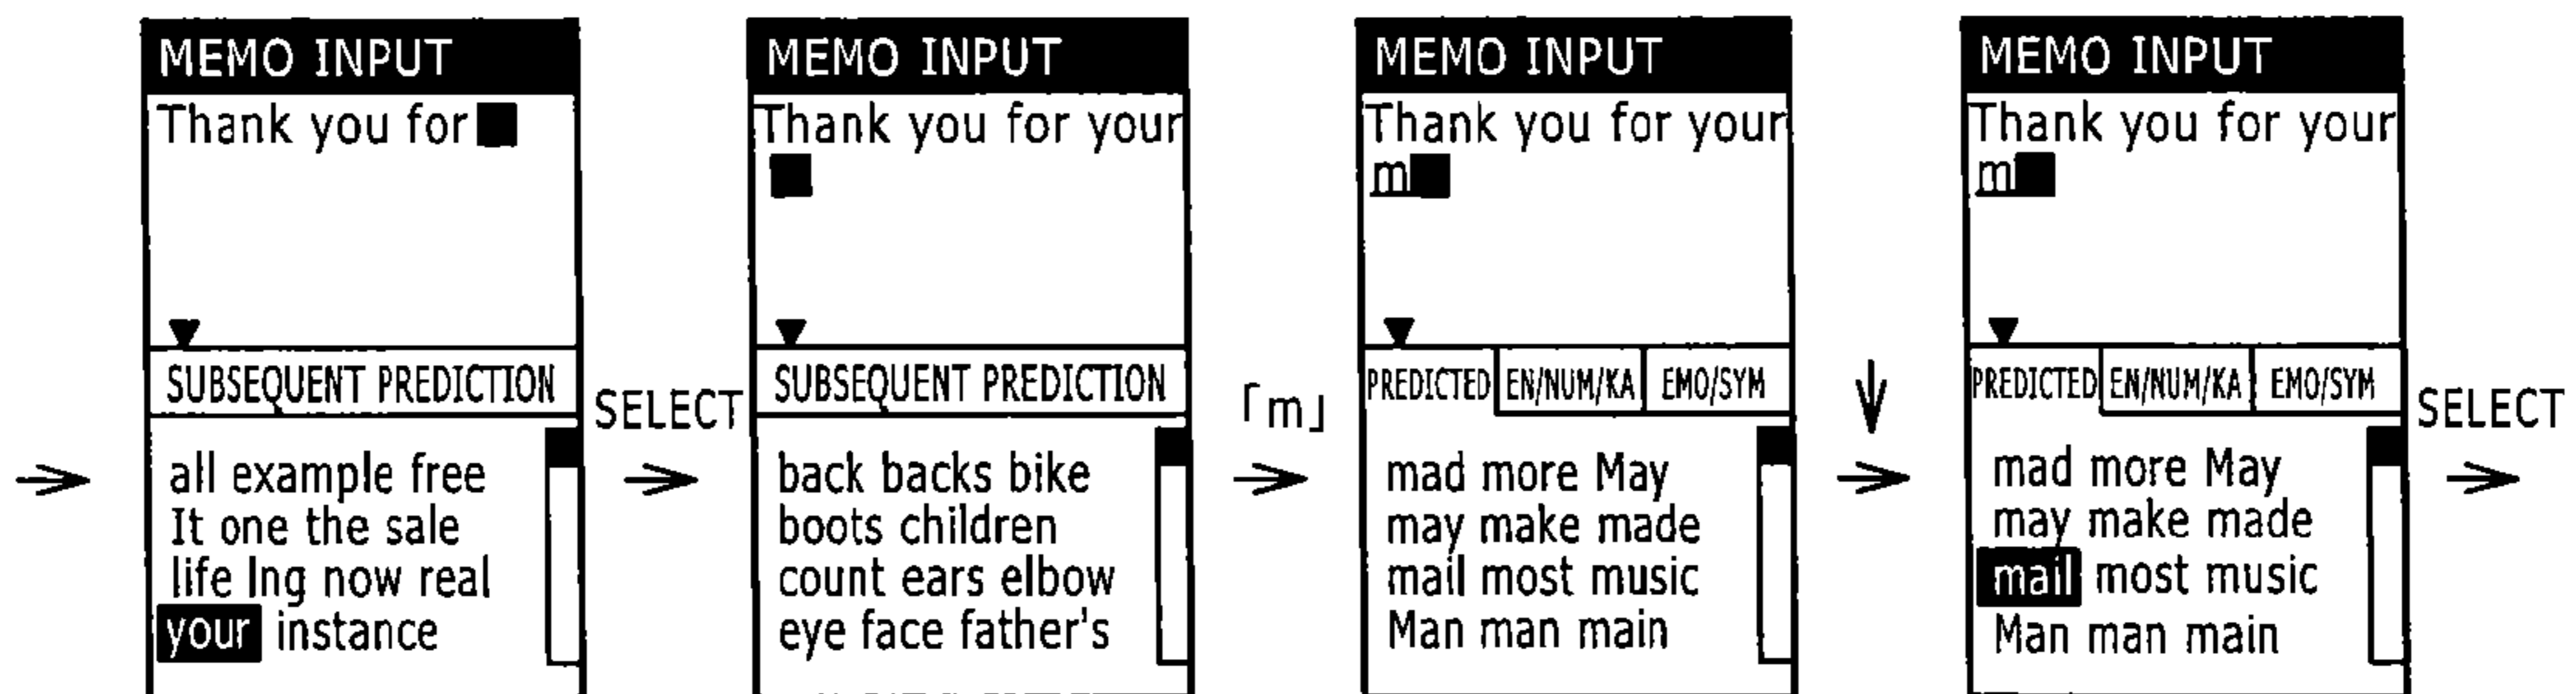 MEMO INPUT
Thank you for
SUBSEQUENT PREDICTION
all example free
It one the sale
life Ing now real
your instance
SELECT
MEMO INPUT
Thank you for your
SUBSEQUENT PREDICTION
back backs bike
boots children
count ears elbow
eye face father's
「m」
MEMO INPUT
Thank you for your
m
PREDICTED EN/NUM/KA EMO/SYM
mad more May
may make made
mail most music
Man man main
MEMO INPUT
Thank you for your
m
PREDICTED EN/NUM/KA EMO/SYM
mad more May
may make made
mail most music
Man man main
SELECT